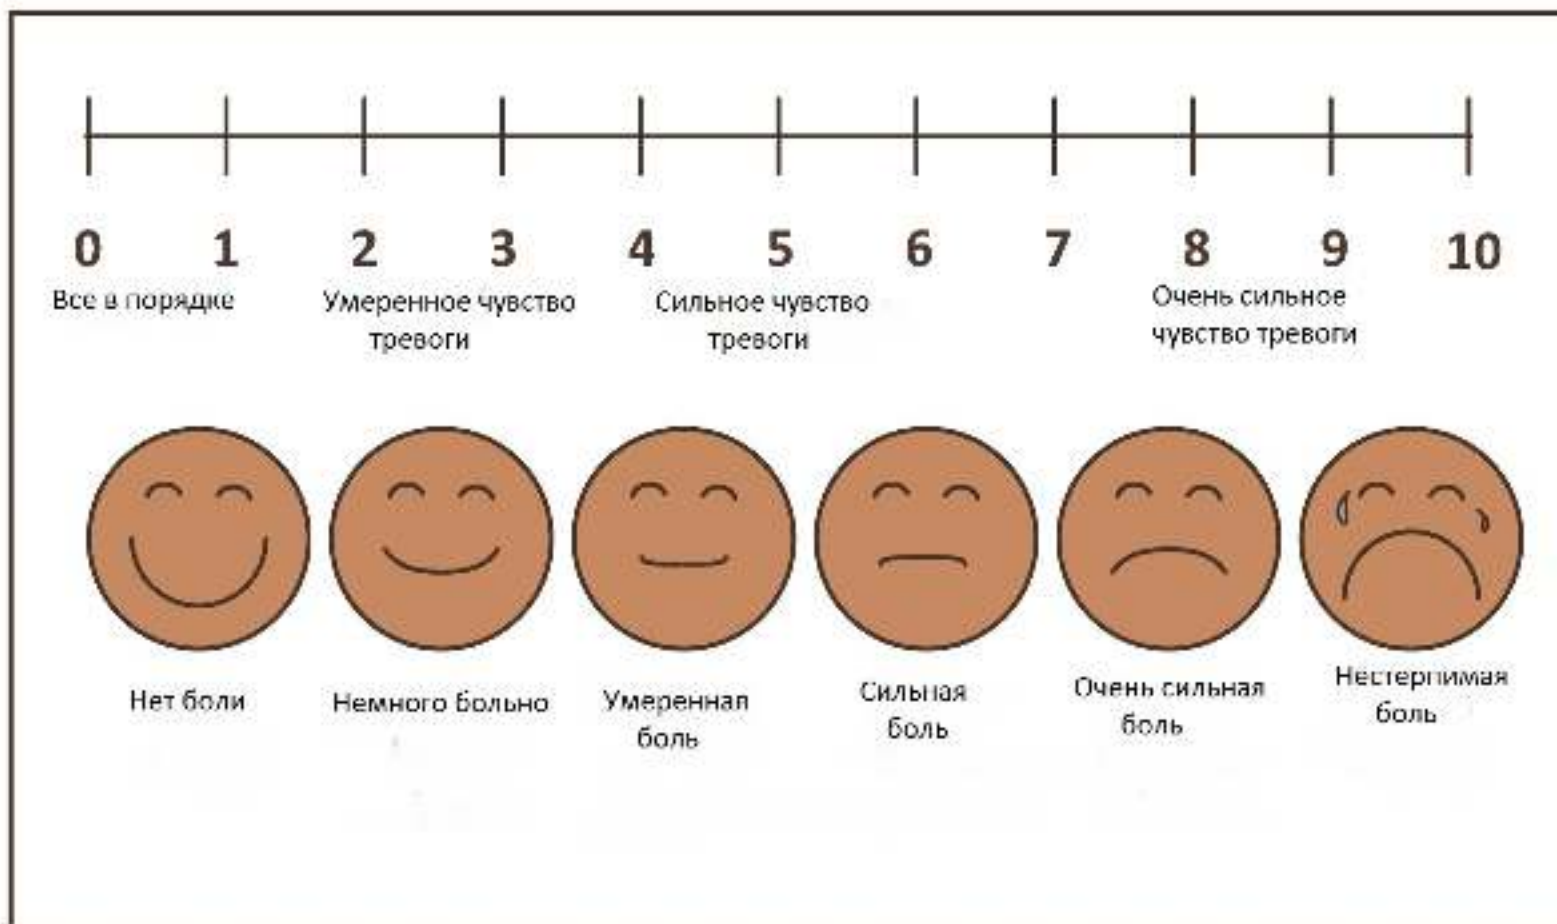 0 1 2 3 4 5 6 7 8 9 10
Все в порядке
Умеренное чувство
тревоги
Сильное чувство
тревоги
Очень сильное
чувство тревоги
Нет боли
Немного больно
Умеренная
боль
Сильная
боль
Очень сильная
боль
Нестерпимая
боль